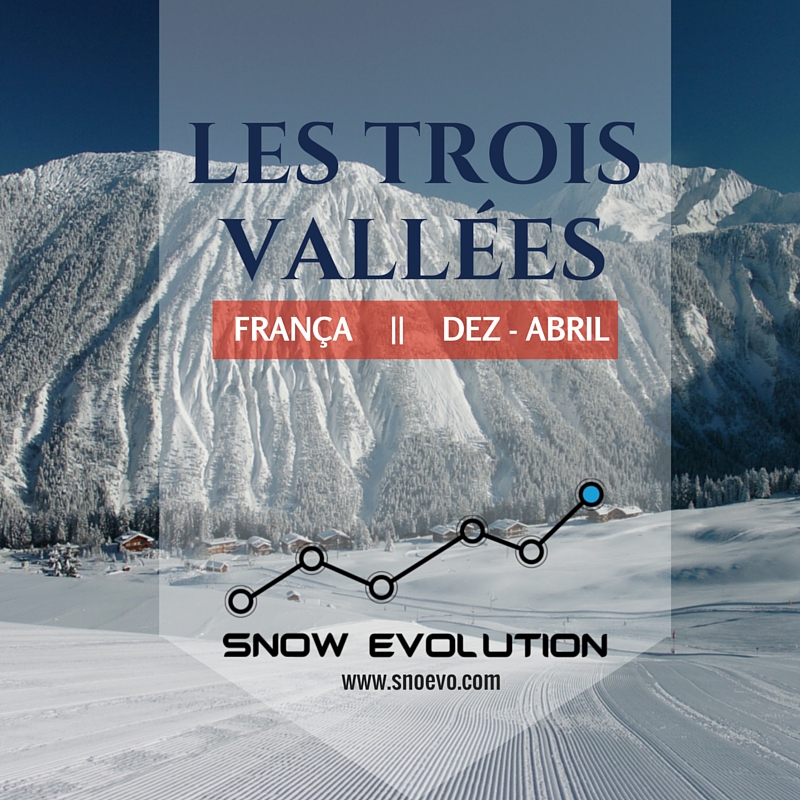 LES TROIS
VALLÉES
FRANÇA || DEZ - ABRIL
SNOW EVOLUTION
www.snoevo.com